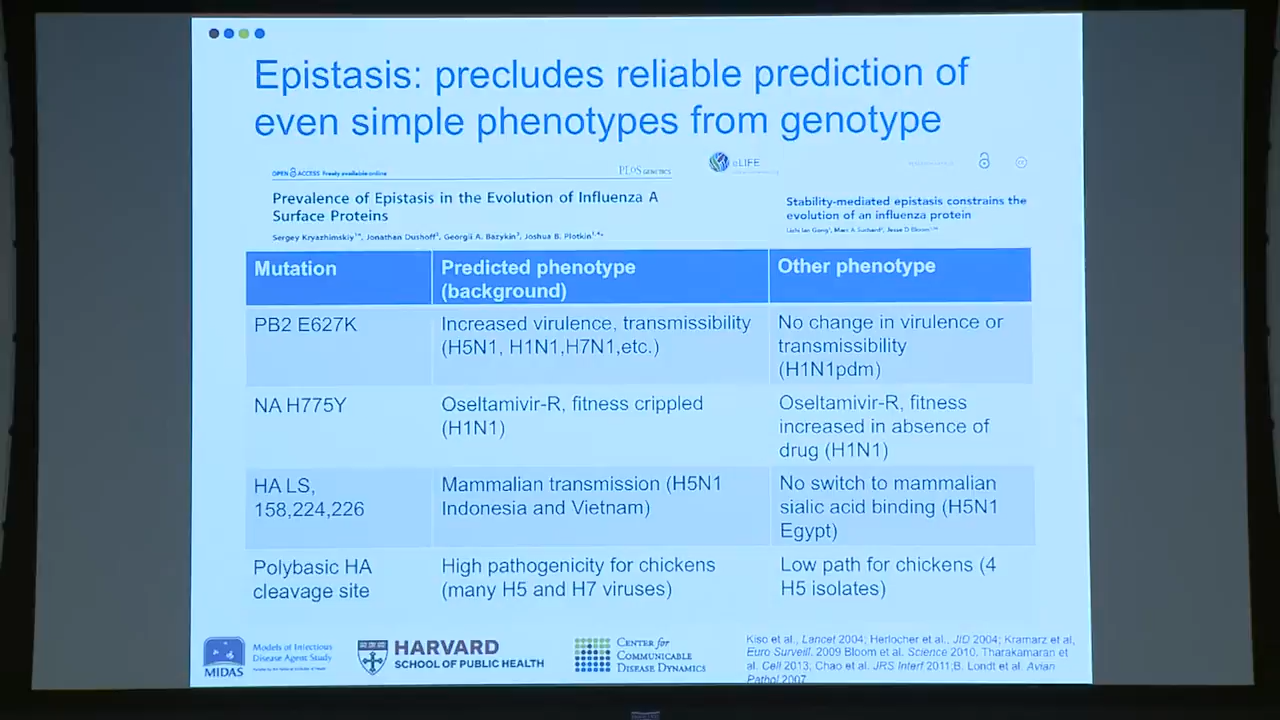 Epistasis: precludes reliable prediction of
even simple phenotypes from genotype
OPEN ACCESS Freely available online
PLoS GENETICS
eLIFE
Prevalence of Epistasis in the Evolution of Influenza A
Surface Proteins
Sergey Kryazhimskiy, Jonathan Dushoff, Georgii A. Bazykin, Joshua B. Plotkin
Stability-mediated epistasis constrains the
evolution of an influenza protein
Mutation
Predicted phenotype
(background)
Other phenotype
PB2 E627K
Increased virulence, transmissibility
(H5N1, H1N1,H7N1,etc.)
No change in virulence or
transmissibility
(H1N1pdm)
NA H775Y
Oseltamivir-R, fitness crippled
(H1N1)
Oseltamivir-R, fitness
increased in absence of
drug (H1N1)
HA LS,
158,224,226
Mammalian transmission (H5N1
Indonesia and Vietnam)
No switch to mammalian
sialic acid binding (H5N1
Egypt)
Polybasic HA
cleavage site
High pathogenicity for chickens
(many H5 and H7 viruses)
Low path for chickens (4
H5 isolates)
MIDAS
Models of Infectious
Disease Agent Study
HARVARD
SCHOOL OF PUBLIC HEALTH
CENTER for
COMMUNICABLE
DISEASE DYNAMICS
Kiso et al., Lancet 2004; Herlocher et al., JID 2004; Kramarz et al,
Euro Surveill. 2009 Bloom et al. Science 2010, Tharakamaran et
al. Cell 2013; Chao et al. JRS Interf 2011;B. Londt et al. Avian
Pathol 2007